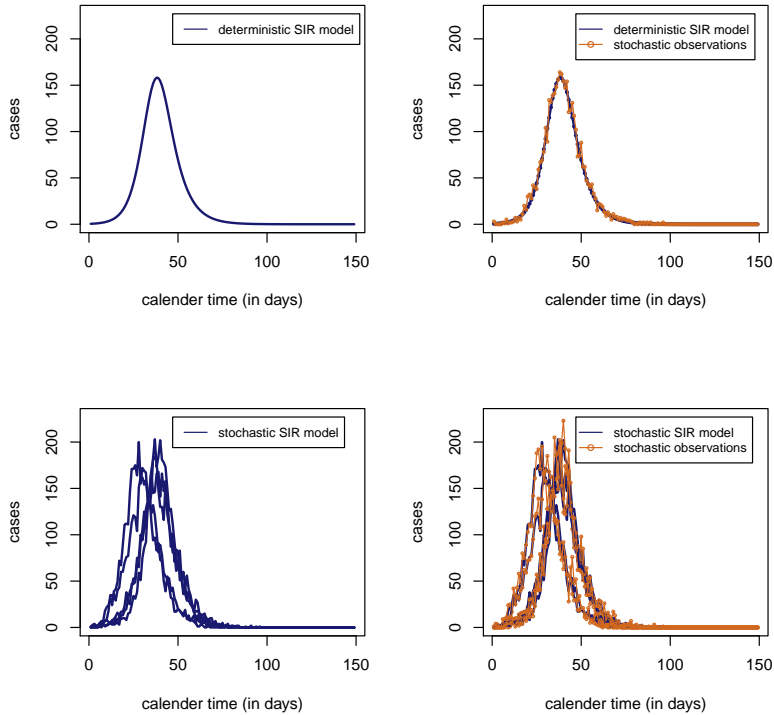 deterministic SIR model
200
150
100
50
0
cases
0 50 100 150
calender time (in days)
deterministic SIR model
stochastic observations
200
150
100
50
0
cases
0 50 100 150
calender time (in days)
stochastic SIR model
200
150
100
50
0
cases
0 50 100 150
calender time (in days)
stochastic SIR model
stochastic observations
200
150
100
50
0
cases
0 50 100 150
calender time (in days)